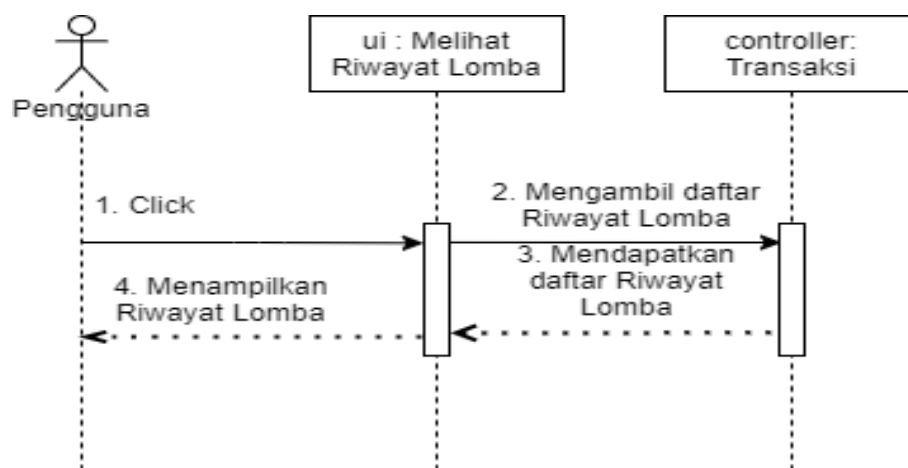 ui : Melihat
Riwayat Lomba
controller:
Transaksi
Pengguna
1. Click
2. Mengambil daftar
Riwayat Lomba
3. Mendapatkan
daftar Riwayat
Lomba
4. Menampilkan
Riwayat Lomba